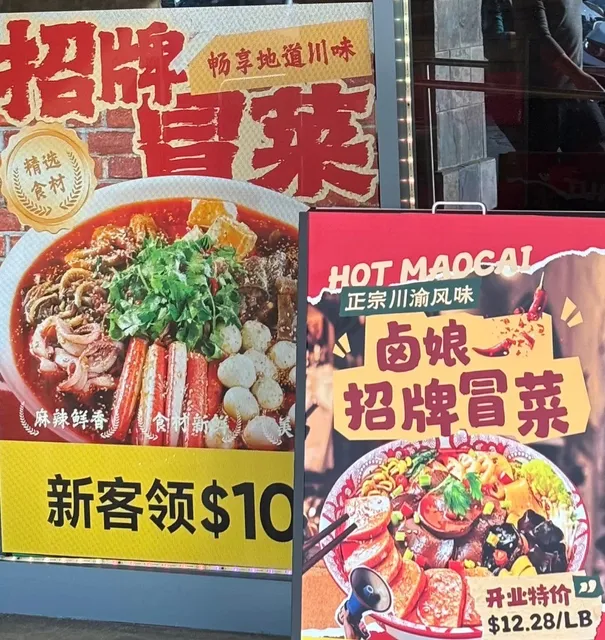 招牌
畅享地道川味
冒菜
精选
食材
麻辣鲜香
食材新鲜
美
新客领$10
HOT MAOCAI
正宗川渝风味
卤娘
招牌冒菜
开业特价
$12.28/LB